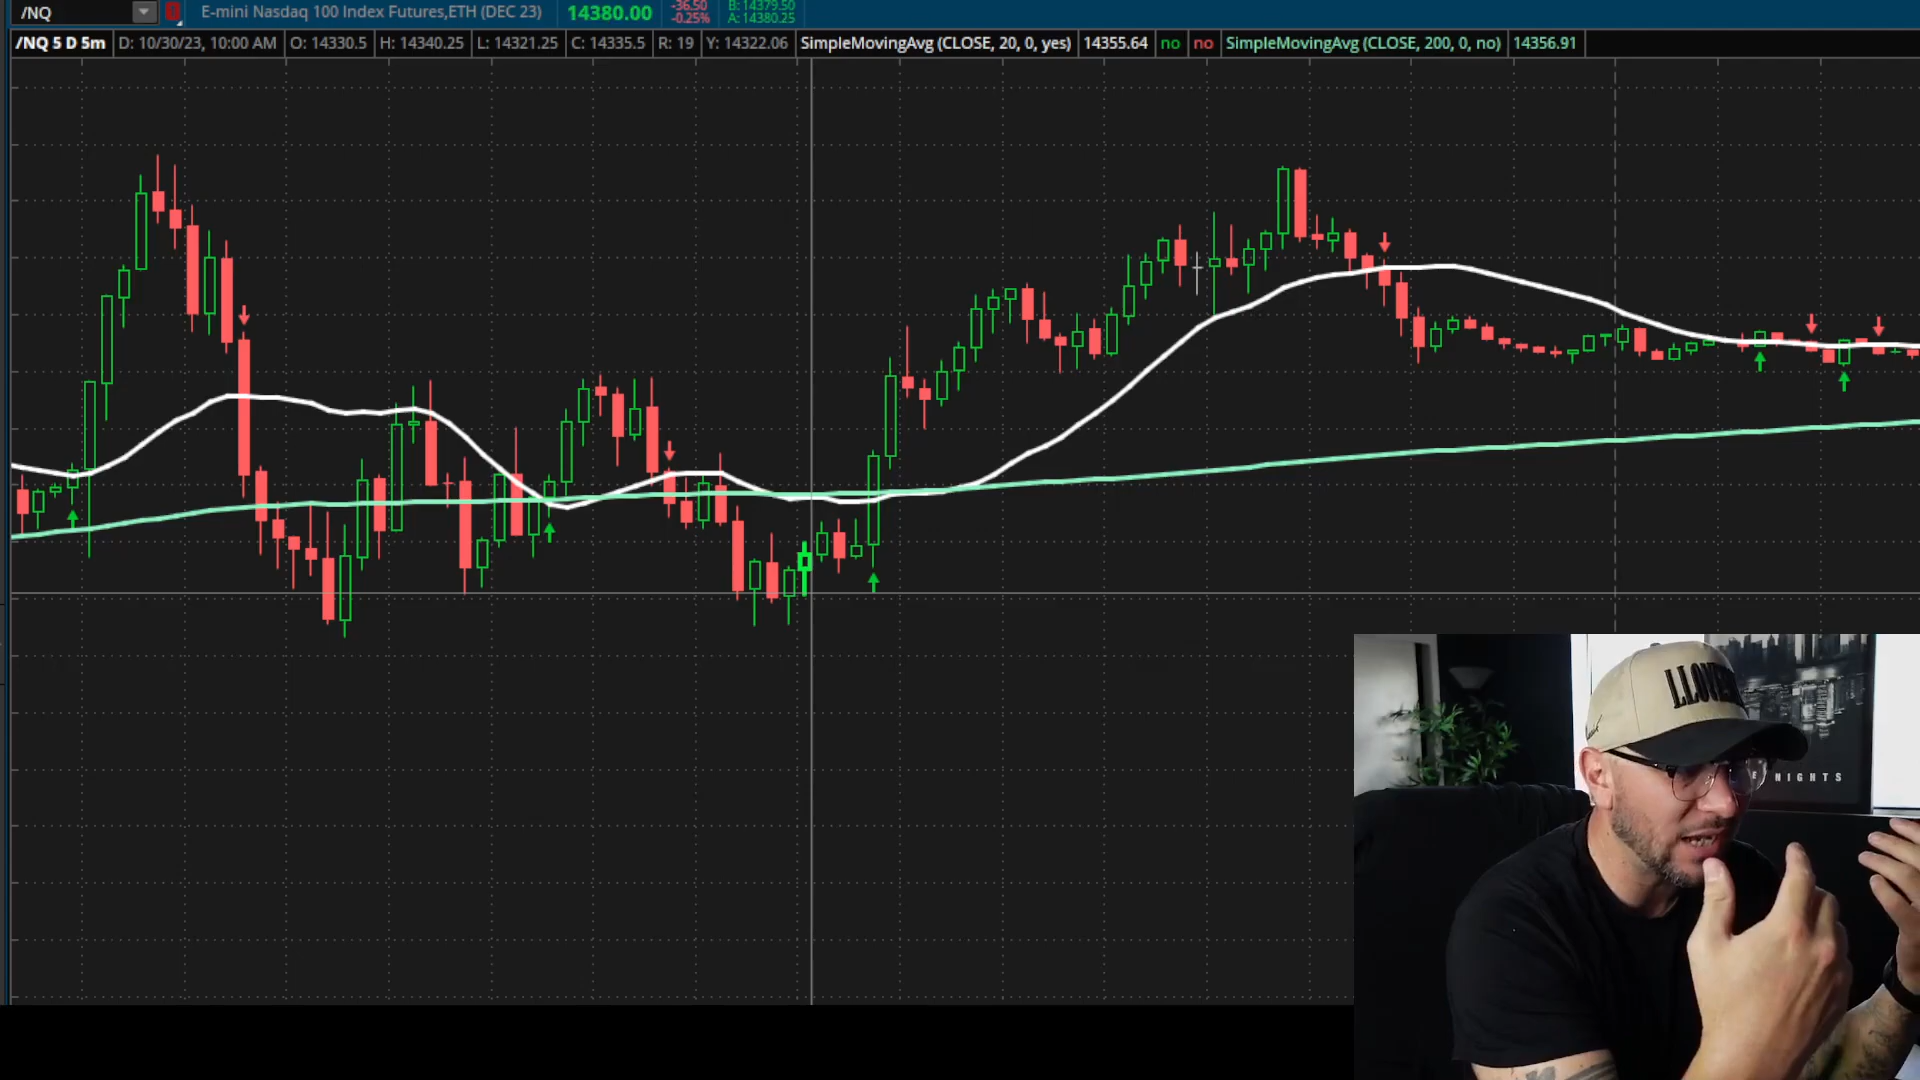 /NQ
E-mini Nasdaq 100 Index Futures,ETH (DEC 23)
14380.00
-36.50
-0.25%
B: 14379.50
A: 14380.25
/NQ 5 D 5m D: 10/30/23, 10:00 AM O: 14330.5 H: 14340.25 L: 14321.25 C: 14335.5 R: 19 Y: 14322.06 SimpleMovingAvg (CLOSE, 20, 0, yes) 14355.64 no no SimpleMovingAvg (CLOSE, 200, 0, no) 14356.91
NIGHTS